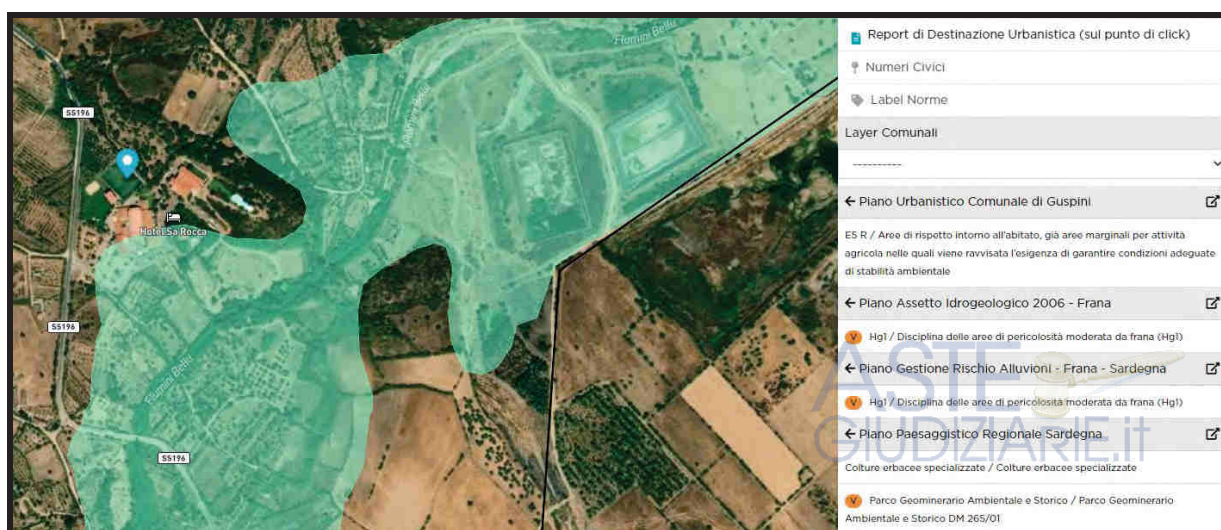 SS196
Hotel Sa Rocca
SS196
SS196
Flumini Bellu
Flumini Bellu
Flumini Bellu
Report di Destinazione Urbanistica (sul punto di click)
Numeri Civici
Label Norme
Layer Comunali
----------
Piano Urbanistico Comunale di Guspini
E5 R / Aree di rispetto intorno all'abitato, già aree marginali per attività
agricola nelle quali viene ravvisata l'esigenza di garantire condizioni adeguate
di stabilità ambientale
Piano Assetto Idrogeologico 2006 - Frana
V Hg1 / Disciplina delle aree di pericolosità moderata da frana (Hg1)
Piano Gestione Rischio Alluvioni - Frana - Sardegna
V Hg1 / Disciplina delle aree di pericolosità moderata da frana (Hg1)
Piano Paesaggistico Regionale Sardegna
Colture erbacee specializzate / Colture erbacee specializzate
V Parco Geominerario Ambientale e Storico / Parco Geominerario
Ambientale e Storico DM 265/01
ASTE
GIUDIZIARIE.it